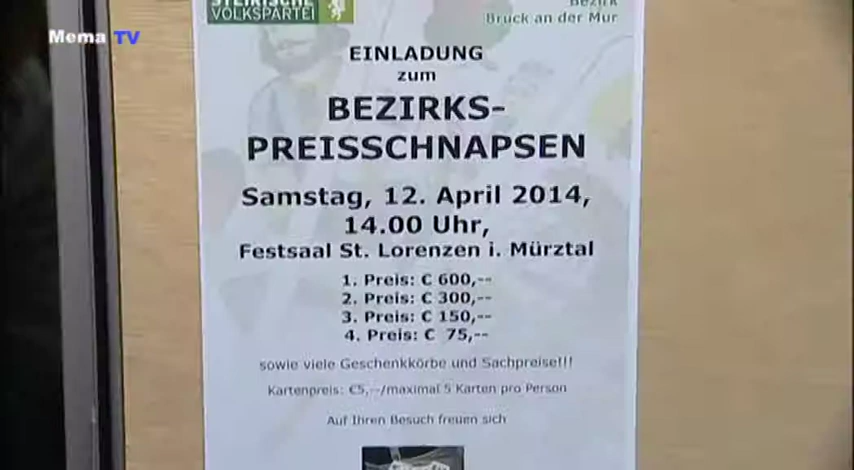 Mema TV
STEIRISCHE
VOLKSPARTEI
Bezirk
Bruck an der Mur
EINLADUNG
zum
BEZIRKS-
PREISSCHNAPSEN
Samstag, 12. April 2014,
14.00 Uhr,
Festsaal St. Lorenzen i. Mürztal
1. Preis: € 600,--
2. Preis: € 300,--
3. Preis: € 150,--
4. Preis: € 75,--
sowie viele Geschenkkörbe und Sachpreise!!!
Kartenpreis: €5,--/maximal 5 Karten pro Person
Auf Ihren Besuch freuen sich